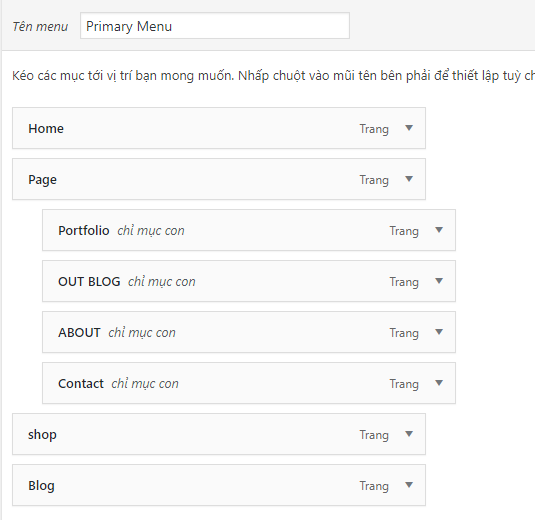 Tên menu Primary Menu
Kéo các mục tới vị trí bạn mong muốn. Nhấp chuột vào mũi tên bên phải để thiết lập tuỳ
Home Trang
Page Trang
Portfolio chỉ mục con Trang
OUT BLOG chỉ mục con Trang
ABOUT chỉ mục con Trang
Contact chỉ mục con Trang
shop Trang
Blog Trang